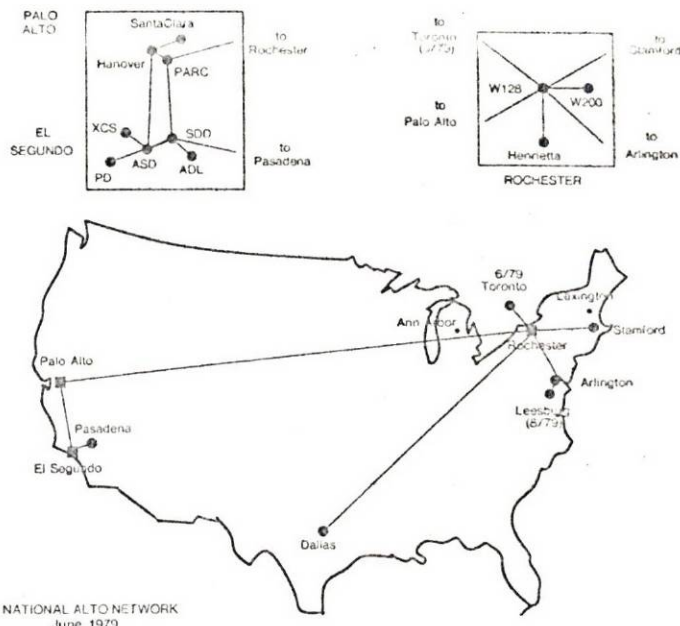 PALO
ALTO
SantaClara
Hanover
PARC
to
Rochester
XCS
SDD
EL
SEGUNDO
ASD
PD
ADL
to
Pasadena
to
Toronto
to
Stamford
W128
W200
to
Palo Alto
Henrietta
to
Arlington
ROCHESTER
6/79
Toronto
Lexington
Ann Arbor
Stamford
Rochester
Palo Alto
Arlington
Leesburg
(8/79)
Pasadena
El Segundo
Dallas
NATIONAL ALTO NETWORK
June, 1979